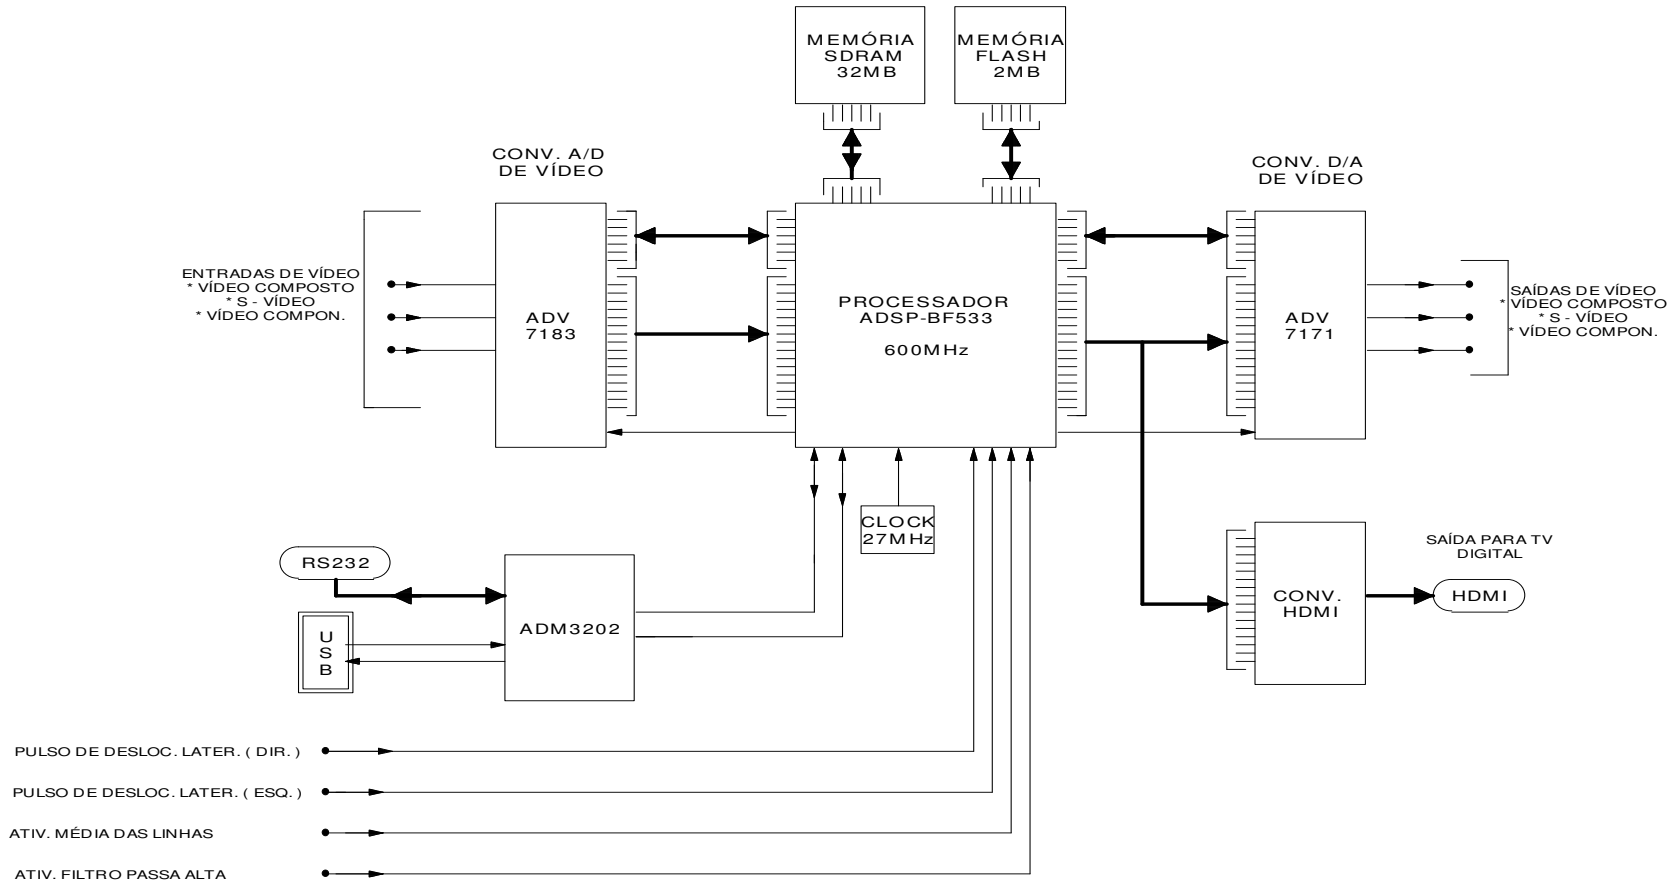 MEMÓRIA
SDRAM
32MB
MEMÓRIA
FLASH
2MB
CONV. A/D
DE VÍDEO
CONV. D/A
DE VÍDEO
ENTRADAS DE VÍDEO
* VÍDEO COMPOSTO
* S - VÍDEO
* VÍDEO COMPON.
ADV
7183
PROCESSADOR
ADSP-BF533
600MHz
ADV
7171
SAÍDAS DE VÍDEO
* VÍDEO COMPOSTO
* S - VÍDEO
* VÍDEO COMPON.
CLOCK
27MHz
RS232
USB
ADM3202
CONV.
HDMI
SAÍDA PARA TV
DIGITAL
HDMI
PULSO DE DESLOC. LATER. ( DIR. )
PULSO DE DESLOC. LATER. ( ESQ. )
ATIV. MÉDIA DAS LINHAS
ATIV. FILTRO PASSA ALTA